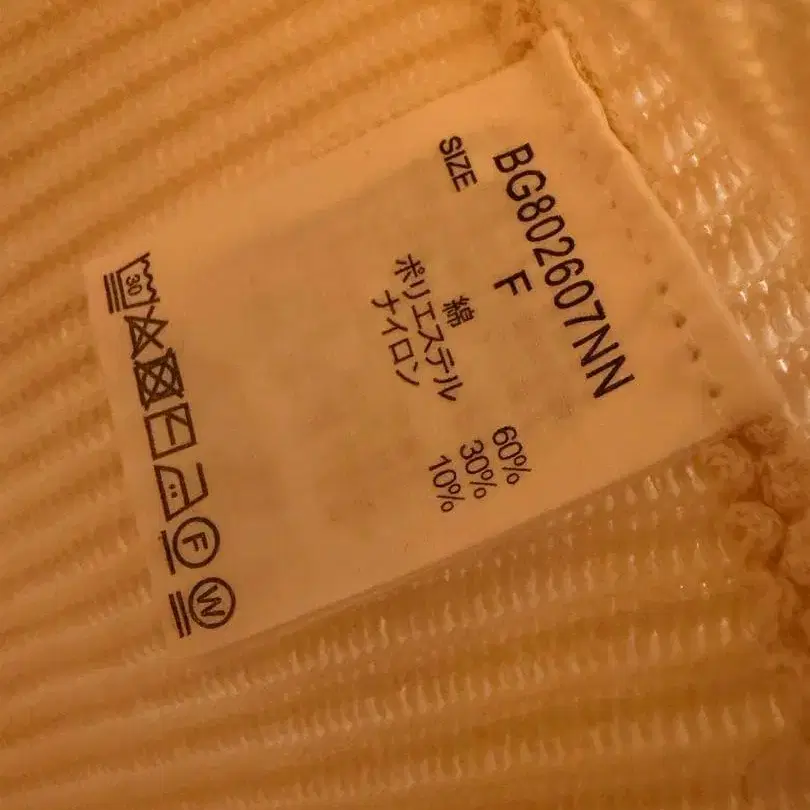 BG802607NN
SIZE F
綿 60%
ポリエステル 30%
ナイロン 10%
30
F
W